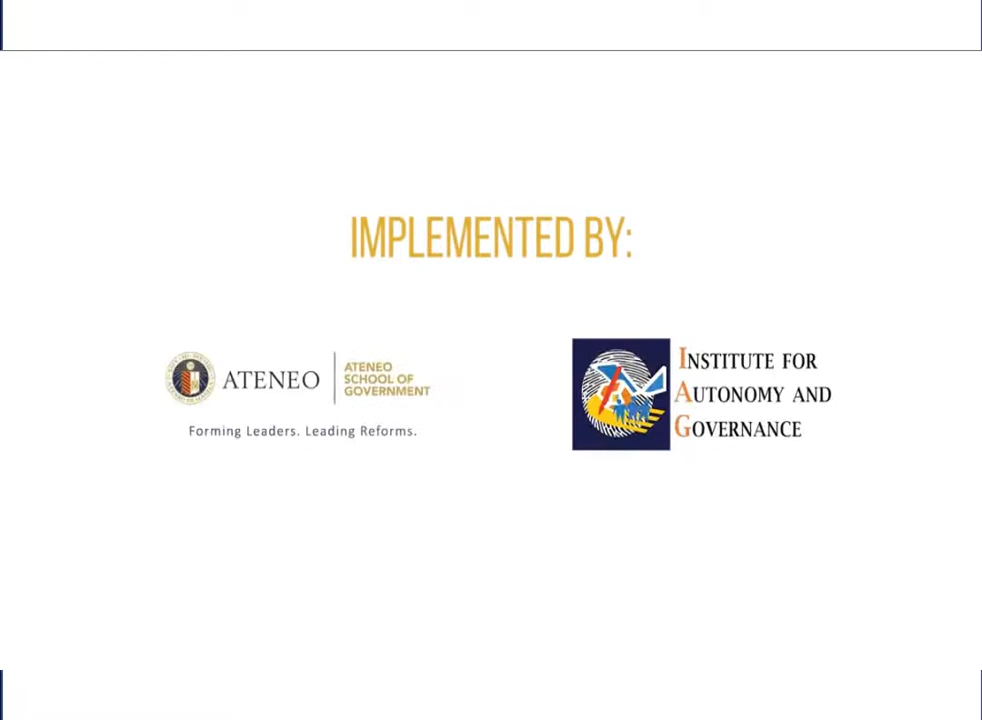 IMPLEMENTED BY:
ATENEO
ATENEO
SCHOOL OF
GOVERNMENT
Forming Leaders. Leading Reforms.
INSTITUTE FOR
AUTONOMY AND
GOVERNANCE